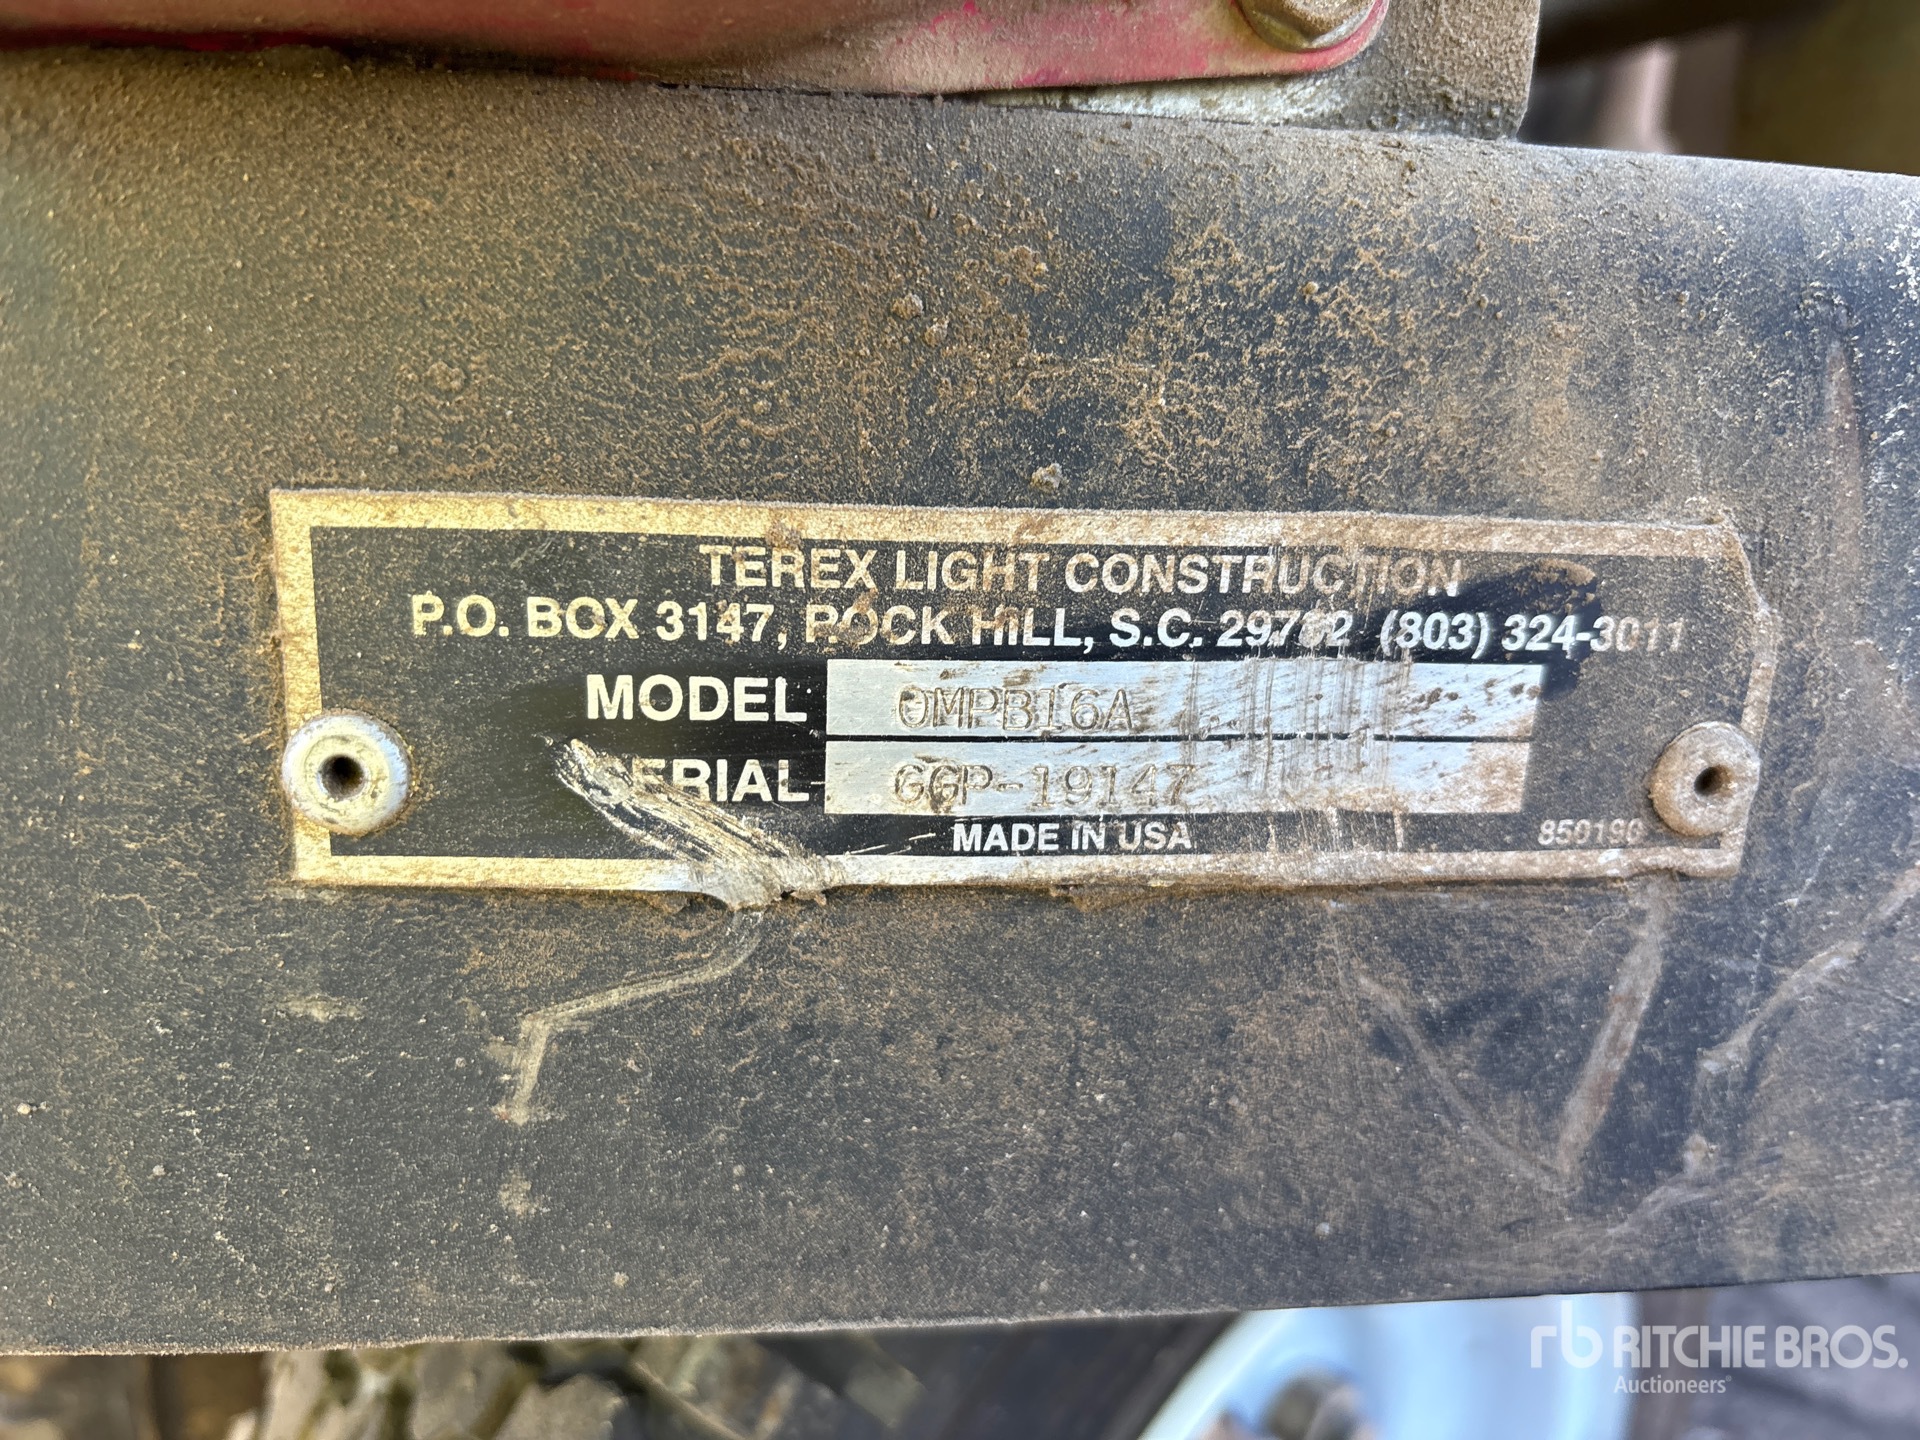 TEREX LIGHT CONSTRUCTION
P.O. BOX 3147, ROCK HILL, S.C. 29732 (803) 324-3011
MODEL 0MPB16A
SERIAL GGP-19147
MADE IN USA 850190
rb RITCHIE BROS.
Auctioneers